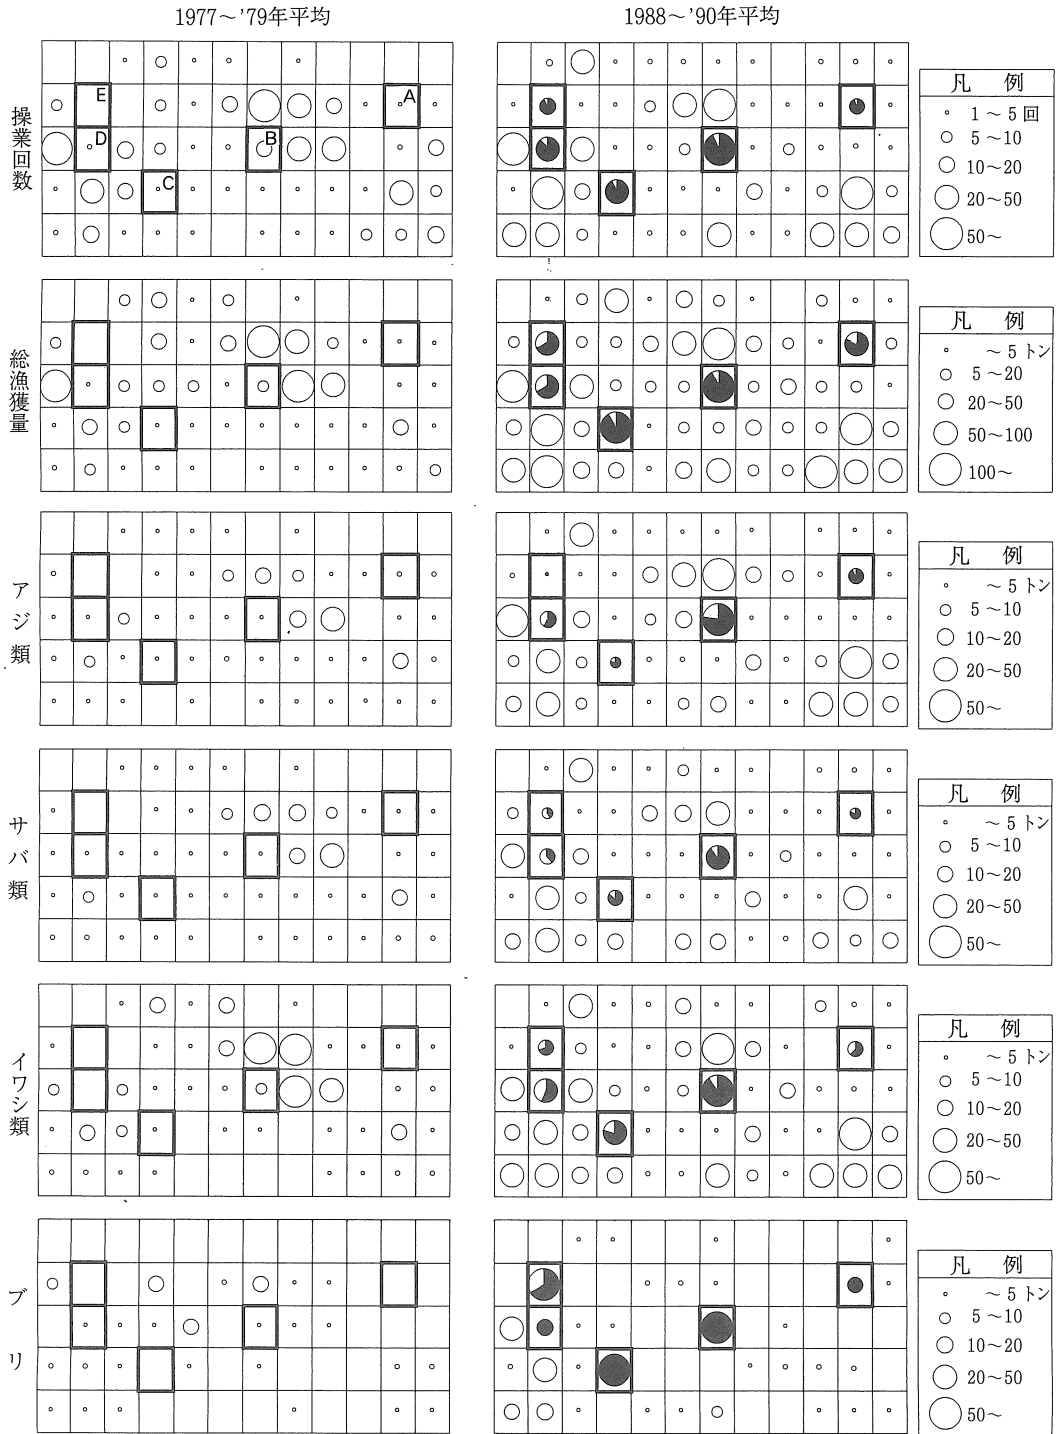 1977～'79年平均
1988～'90年平均
操業回数
E
A
D
B
C
凡 例
1～5回
5～10
10～20
20～50
50～
総漁獲量
凡 例
～5トン
5～20
20～50
50～100
100～
アジ類
凡 例
～5トン
5～10
10～20
20～50
50～
サバ類
凡 例
～5トン
5～10
10～20
20～50
50～
イワシ類
凡 例
～5トン
5～10
10～20
20～50
50～
ブリ
凡 例
～5トン
5～10
10～20
20～50
50～